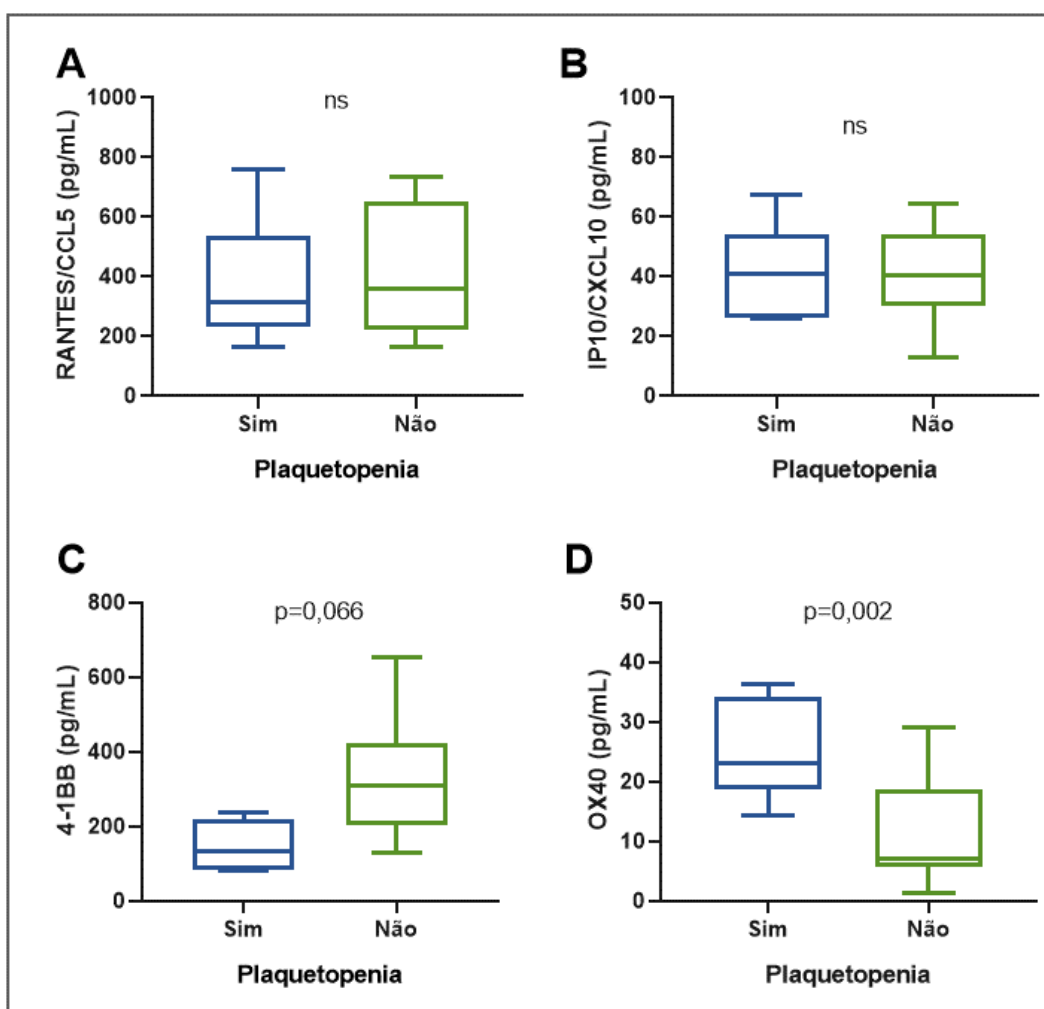 A
RANTES/CCL5 (pg/mL)
1000
800
600
400
200
0
ns
Sim
Não
Plaquetopenia
B
IP10/CXCL10 (pg/mL)
100
80
60
40
20
0
ns
Sim
Não
Plaquetopenia
C
4-1BB (pg/mL)
800
600
400
200
0
p=0,066
Sim
Não
Plaquetopenia
D
OX40 (pg/mL)
50
40
30
20
10
0
p=0,002
Sim
Não
Plaquetopenia